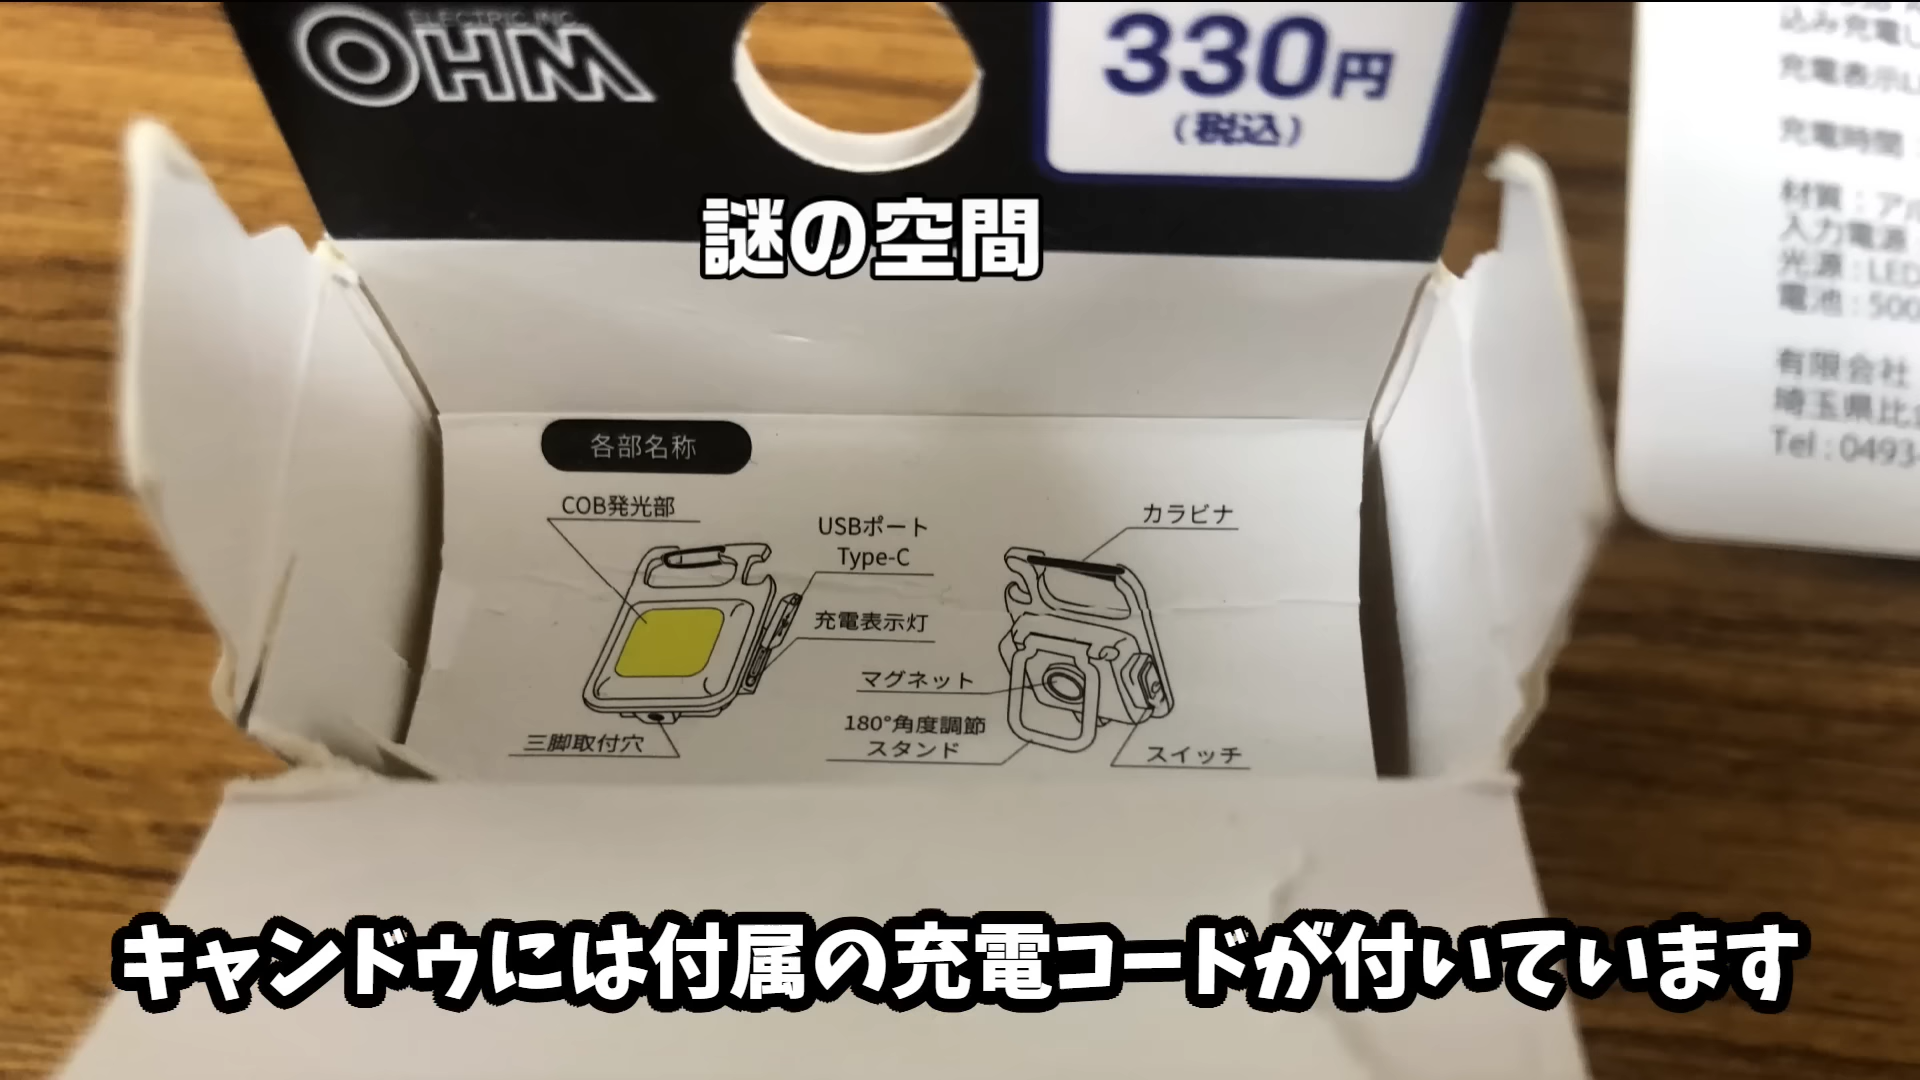 ELECTRIC INC.
OHM
330円
(税込)
謎の空間
各部名称
COB発光部
USBポート
Type-C
充電表示灯
三脚取付穴
カラビナ
マグネット
180°角度調節
スタンド
スイッチ
込み充電
充電表示
充電時間
材質：ア
入力電源
光源：LED
電池：500
有限会社
埼玉県比
Tel：0493-
キャンドゥには付属の充電コードが付いています